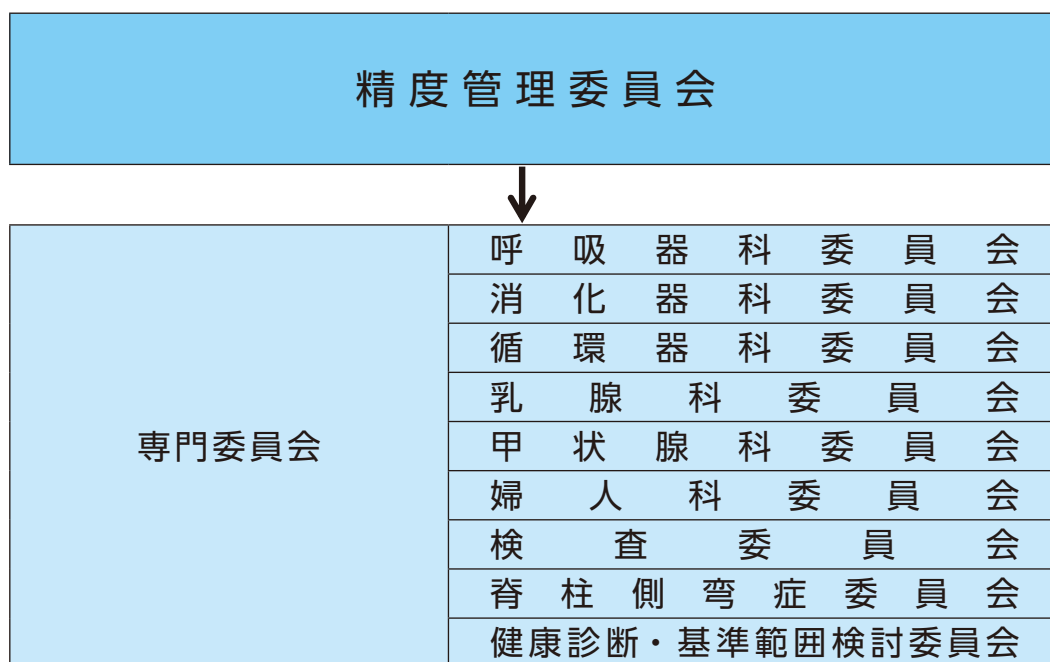 精度管理委員会
専門委員会
呼吸器科委員会
消化器科委員会
循環器科委員会
乳腺科委員会
甲状腺科委員会
婦人科委員会
検査委員会
脊柱側弯症委員会
健康診断・基準範囲検討委員会